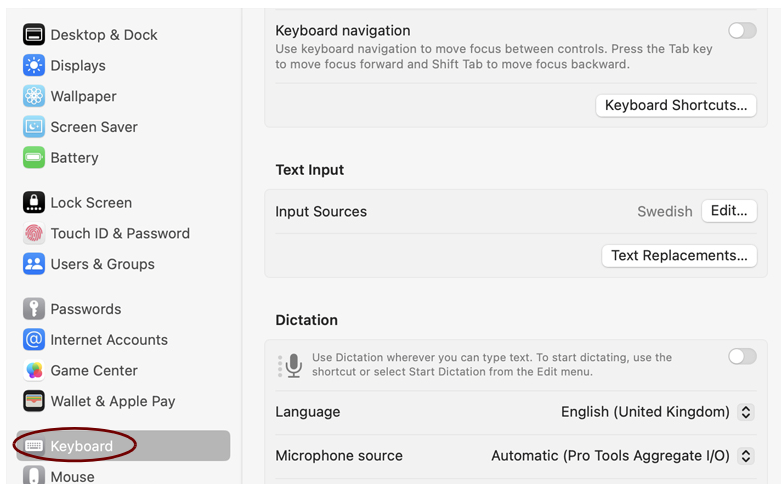 Desktop & Dock
Displays
Wallpaper
Screen Saver
Battery
Lock Screen
Touch ID & Password
Users & Groups
Passwords
Internet Accounts
Game Center
Wallet & Apple Pay
Keyboard
Mouse
Keyboard navigation
Use keyboard navigation to move focus between controls. Press the Tab key
to move focus forward and Shift Tab to move focus backward.
Keyboard Shortcuts...
Text Input
Input Sources
Swedish
Edit...
Text Replacements...
Dictation
Use Dictation wherever you can type text. To start dictating, use the
shortcut or select Start Dictation from the Edit menu.
Language
English (United Kingdom)
Microphone source
Automatic (Pro Tools Aggregate I/O)